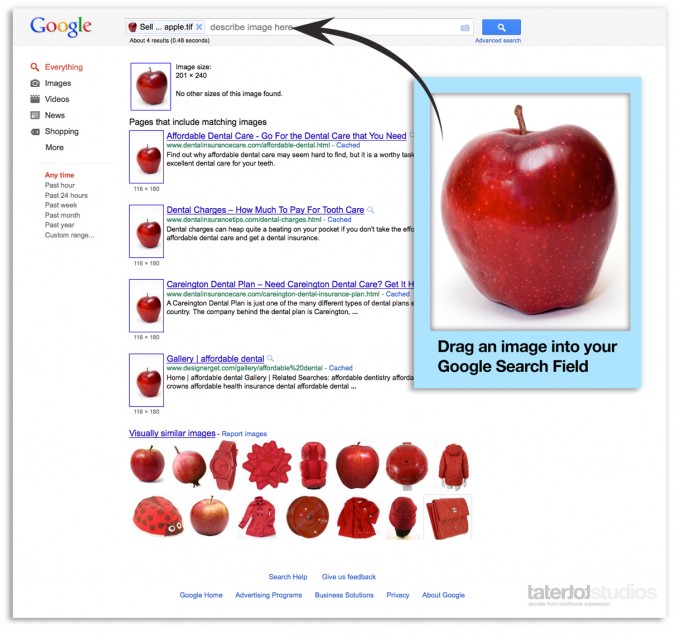 Google
Sell ... apple.tif × describe image here
About 4 results (0.48 seconds)
Advanced search
Everything
Images
Videos
News
Shopping
More
Any time
Past hour
Past 24 hours
Past week
Past month
Past year
Custom range...
Image size:
201 × 240
No other sizes of this image found.
Pages that include matching images
Affordable Dental Care - Go For the Dental Care that You Need
www.dentalinsurancecare.com/affordable-dental.html - Cached
Find out why affordable dental care may seem hard to find, but it is a worthy task
excellent dental care for your teeth.
116 × 180
Dental Charges – How Much To Pay For Tooth Care
www.dentalinsurancetips.com/dental-charges.html - Cached
Dental charges can heap quite a beating on your pocket if you don't take the effo
affordable dental care and get a dental insurance.
116 × 180
Careington Dental Plan – Need Careington Dental Care? Get It H
www.dentalinsurancecare.com/careington-dental-insurance-plan.html - Cached
A Careington Dental Plan is just one of the many different types of dental plans
country. The company behind the dental plan is Careington, ...
116 × 180
Gallery | affordable dental
www.designerget.com/gallery/affordable%20dental - Cached
Home | affordable dental Gallery | Related Searches: affordable dentistry afforda
crowns affordable health insurance dental affordable dental ...
116 × 180
Drag an image into your
Google Search Field
Visually similar images - Report images
Search Help Give us feedback
Google Home Advertising Programs Business Solutions Privacy About Google
taterlolstudios
deviate from traditional expression.